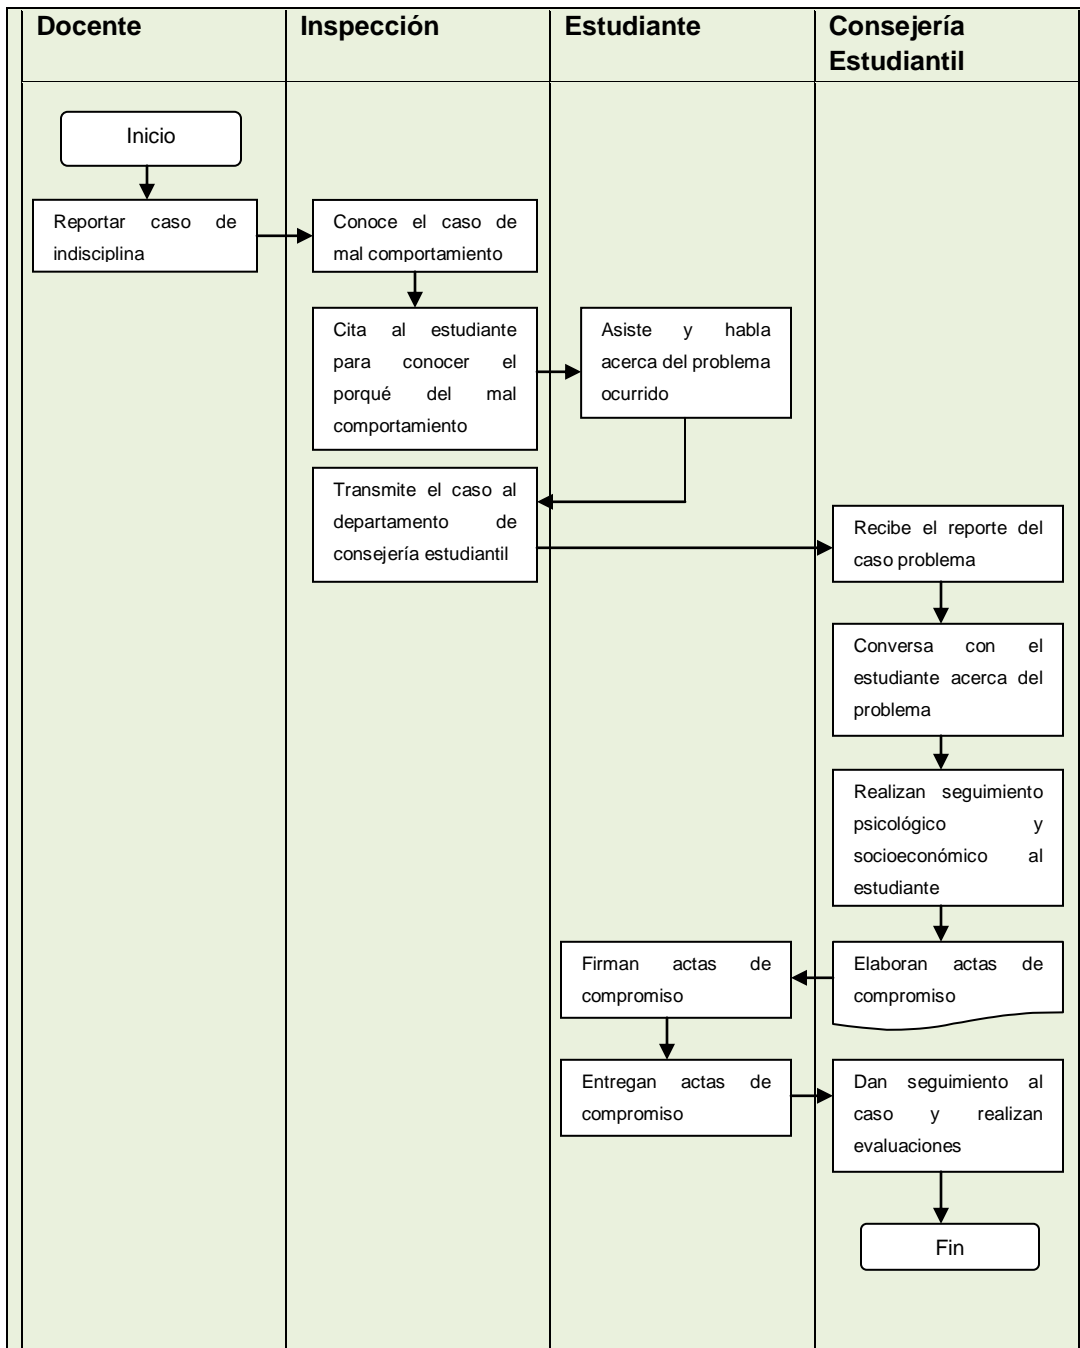 Docente
Inspección
Estudiante
Consejería
Estudiantil
Inicio
Reportar caso de
indisciplina
Conoce el caso de
mal comportamiento
Cita al estudiante
para conocer el
porqué del mal
comportamiento
Asiste y habla
acerca del problema
ocurrido
Transmite el caso al
departamento de
consejería estudiantil
Recibe el reporte del
caso problema
Conversa con el
estudiante acerca del
problema
Realizan seguimiento
psicológico y
socioeconómico al
estudiante
Elaboran actas de
compromiso
Firman actas de
compromiso
Entregan actas de
compromiso
Dan seguimiento al
caso y realizan
evaluaciones
Fin